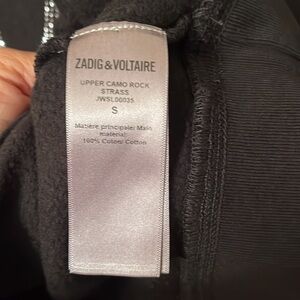 ZADIG & VOLTAIRE
UPPER CAMO ROCK
STRASS
JWSL00035
S
Matière principale/ Main
material:
100% Coton/ Cotton